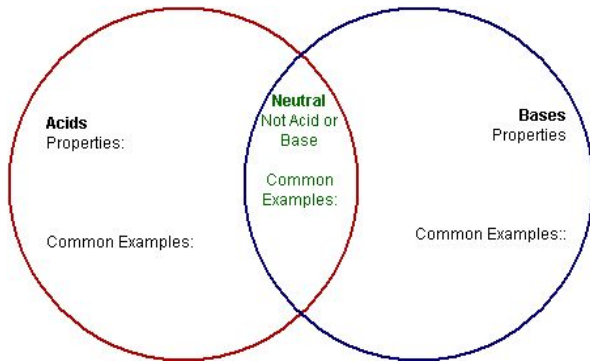 Acids
Properties:
Common Examples:
Neutral
Not Acid or
Base
Common
Examples:
Bases
Properties
Common Examples::